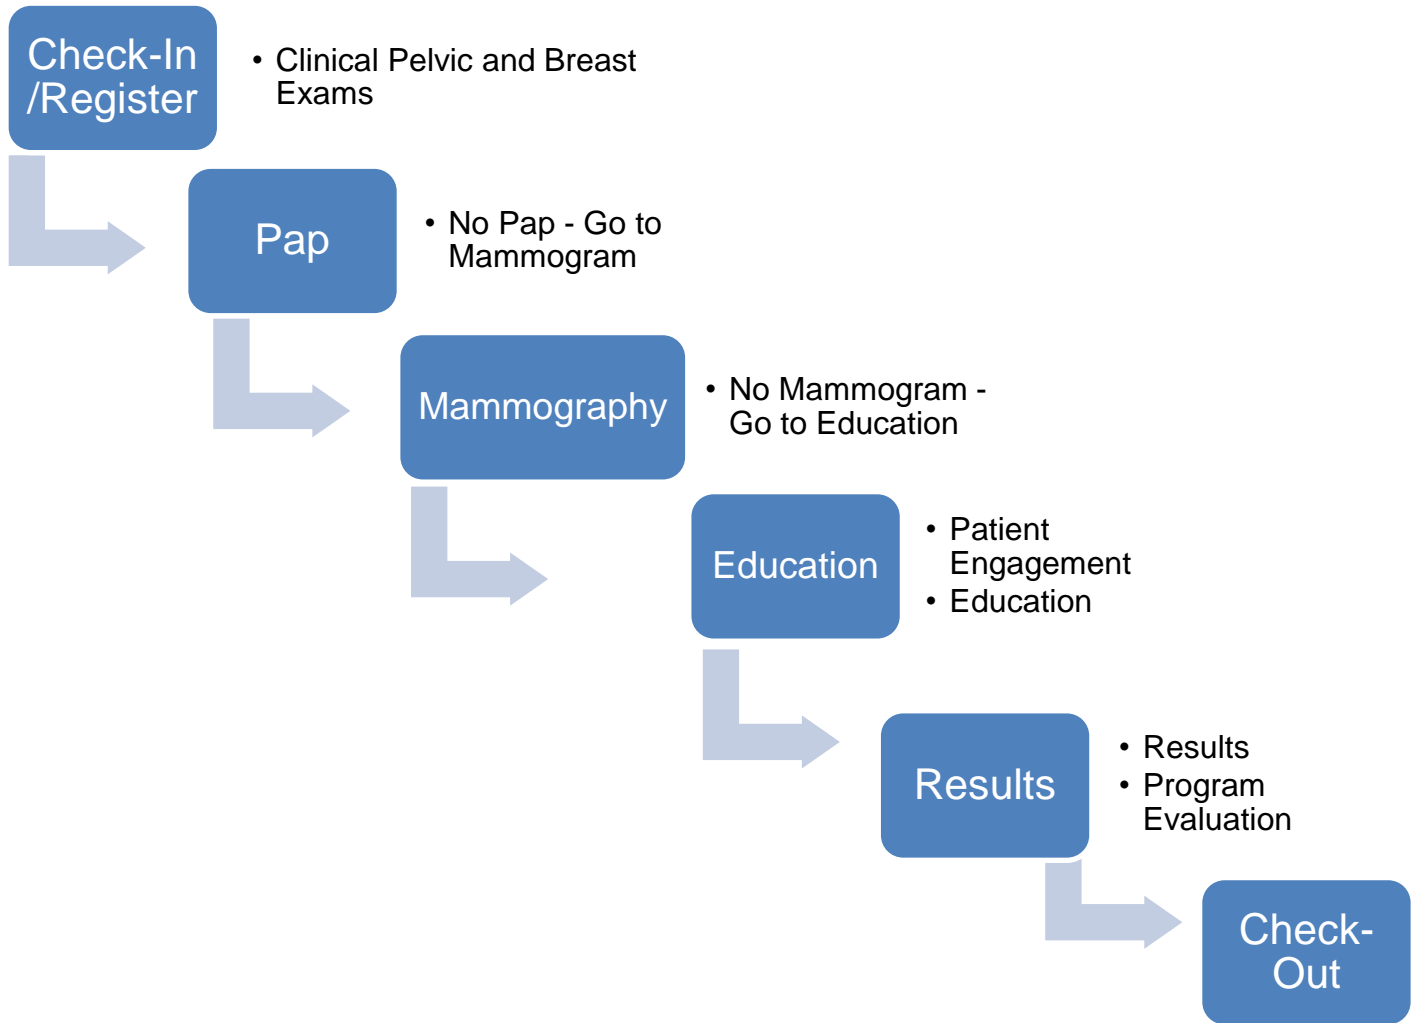 Check-In
/Register
• Clinical Pelvic and Breast
Exams
Pap
• No Pap - Go to
Mammogram
Mammography
• No Mammogram -
Go to Education
Education
• Patient
Engagement
• Education
Results
• Results
• Program
Evaluation
Check-
Out